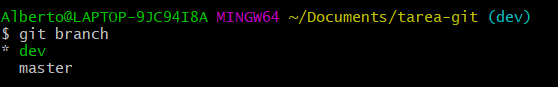 Alberto@LAPTOP-9JC94I8A MINGW64 ~/Documents/tarea-git (dev)
$ git branch
* dev
  master